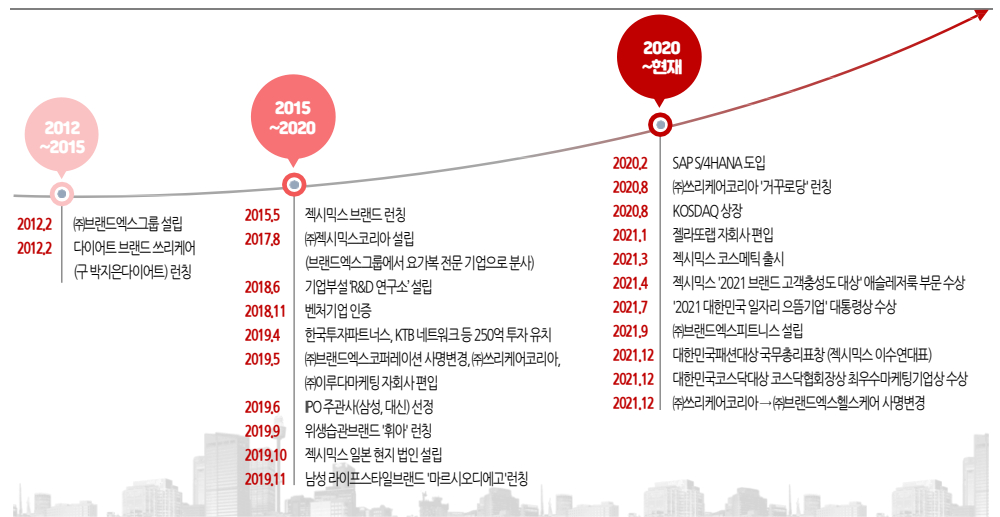 2012
~2015
2012.2 ㈜브랜드엑스그룹 설립
2012.2 다이어트 브랜드 쓰리케어
(구 박지은다이어트) 런칭
2015
~2020
2015.5 젝시믹스 브랜드 런칭
2017.8 ㈜젝시믹스코리아 설립
(브랜드엑스그룹에서 요가복 전문 기업으로 분사)
2018.6 기업부설 'R&D 연구소' 설립
2018.11 벤처기업 인증
2019.4 한국투자파트너스, KTB 네트워크 등 250억 투자 유치
2019.5 ㈜브랜드엑스코퍼레이션 사명변경, ㈜쓰리케어코리아,
㈜이루다마케팅 자회사 편입
2019.6 IPO 주관사(삼성, 대신) 선정
2019.9 위생습관브랜드 '휘아' 런칭
2019.10 젝시믹스 일본 현지 법인 설립
2019.11 남성 라이프스타일브랜드 '마르시오디에고'런칭
2020
~현재
2020.2 SAP S/4HANA 도입
2020.8 ㈜쓰리케어코리아 '거꾸로당' 런칭
2020.8 KOSDAQ 상장
2021.1 젤라또랩 자회사 편입
2021.3 젝시믹스 코스메틱 출시
2021.4 젝시믹스 '2021 브랜드 고객충성도 대상' 애슬레저룩 부문 수상
2021.7 '2021 대한민국 일자리 으뜸기업' 대통령상 수상
2021.9 ㈜브랜드엑스피트니스 설립
2021.12 대한민국패션대상 국무총리표창 (젝시믹스 이수연대표)
2021.12 대한민국코스닥대상 코스닥협회장상 최우수마케팅기업상 수상
2021.12 ㈜쓰리케어코리아→㈜브랜드엑스헬스케어 사명변경